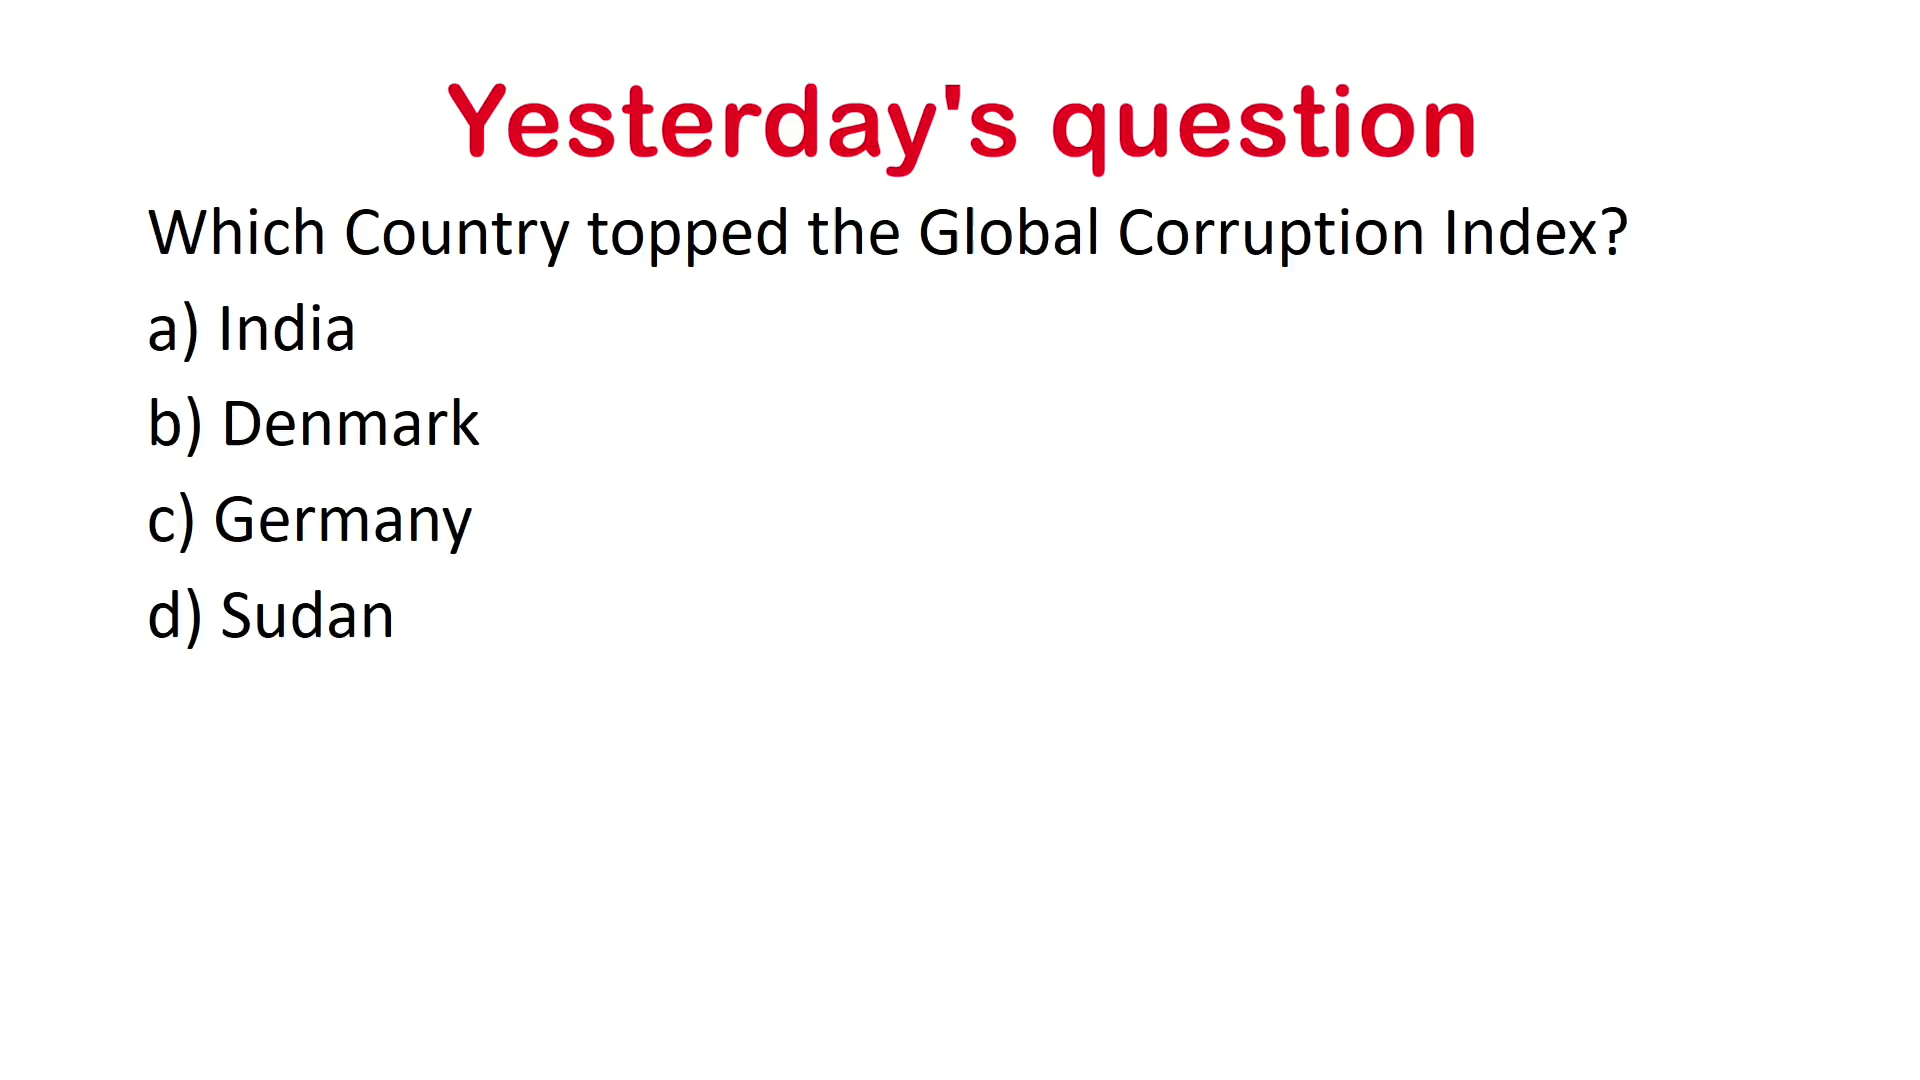 Yesterday's question
Which Country topped the Global Corruption Index?
a) India
b) Denmark
c) Germany
d) Sudan